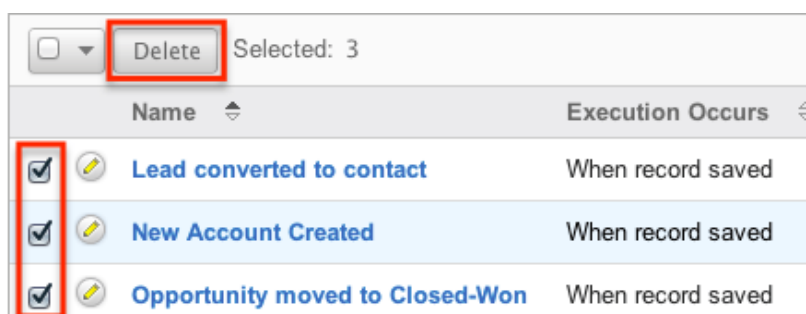 Delete Selected: 3
Name Execution Occurs
Lead converted to contact When record saved
New Account Created When record saved
Opportunity moved to Closed-Won When record saved